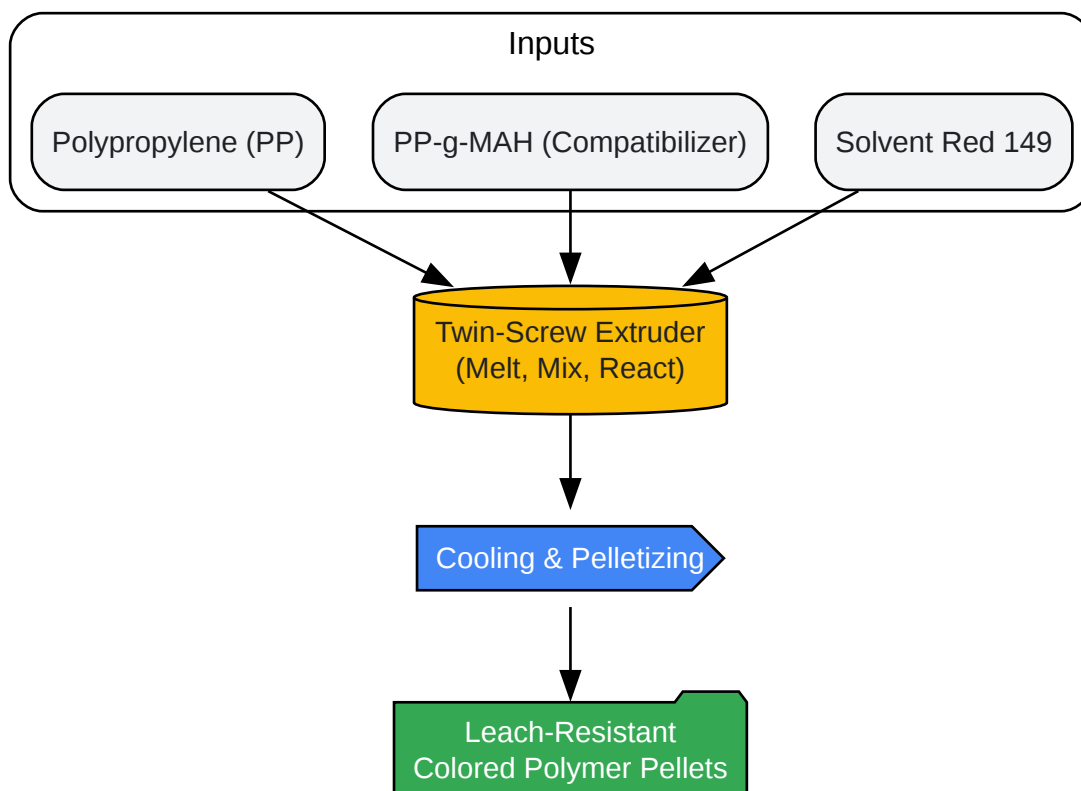 Inputs
Polypropylene (PP)
PP-g-MAH (Compatibilizer)
Solvent Red 149
Twin-Screw Extruder
(Melt, Mix, React)
Cooling & Pelletizing
Leach-Resistant
Colored Polymer Pellets